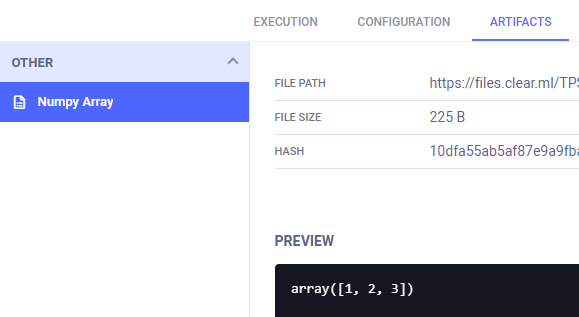 EXECUTION CONFIGURATION ARTIFACTS
OTHER
Numpy Array
FILE PATH https://files.clear.ml/TPS
FILE SIZE 225 B
HASH 10dfa55ab5af87e9a9fba
PREVIEW
array([1, 2, 3])